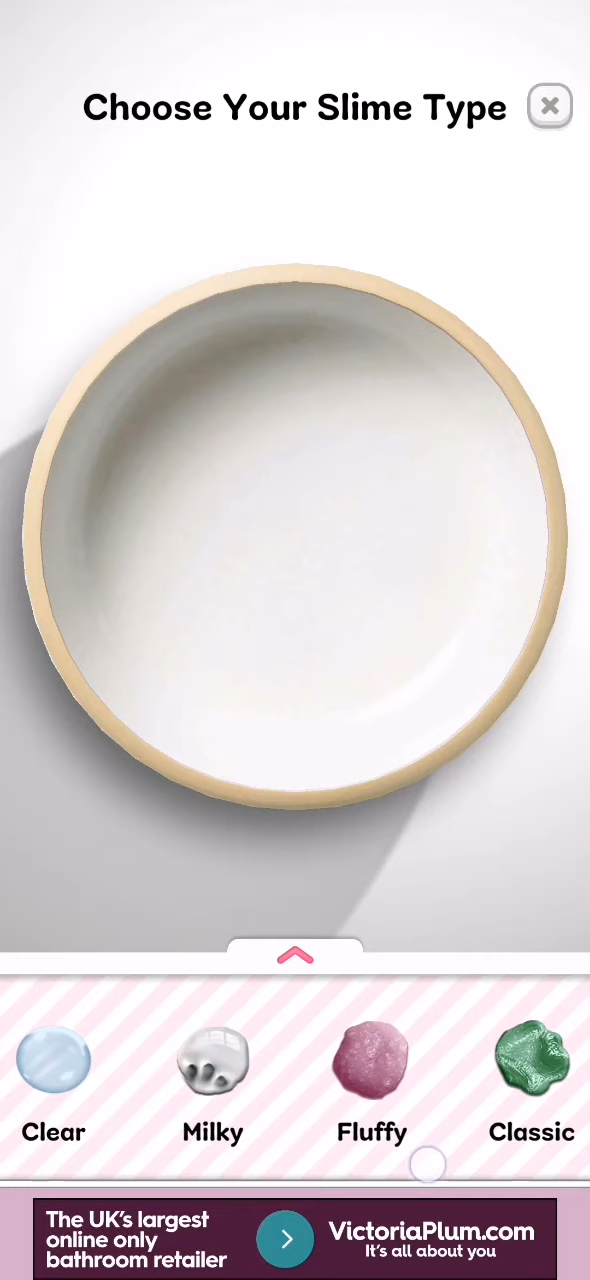 Choose Your Slime Type
Clear
Milky
Fluffy
Classic
The UK's largest
online only
bathroom retailer
VictoriaPlum.com
It's all about you